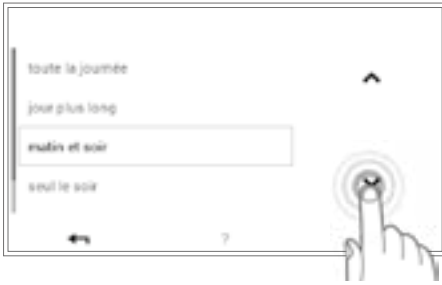 toute la journée
jour plus long
matin et soir
seul le soir
?